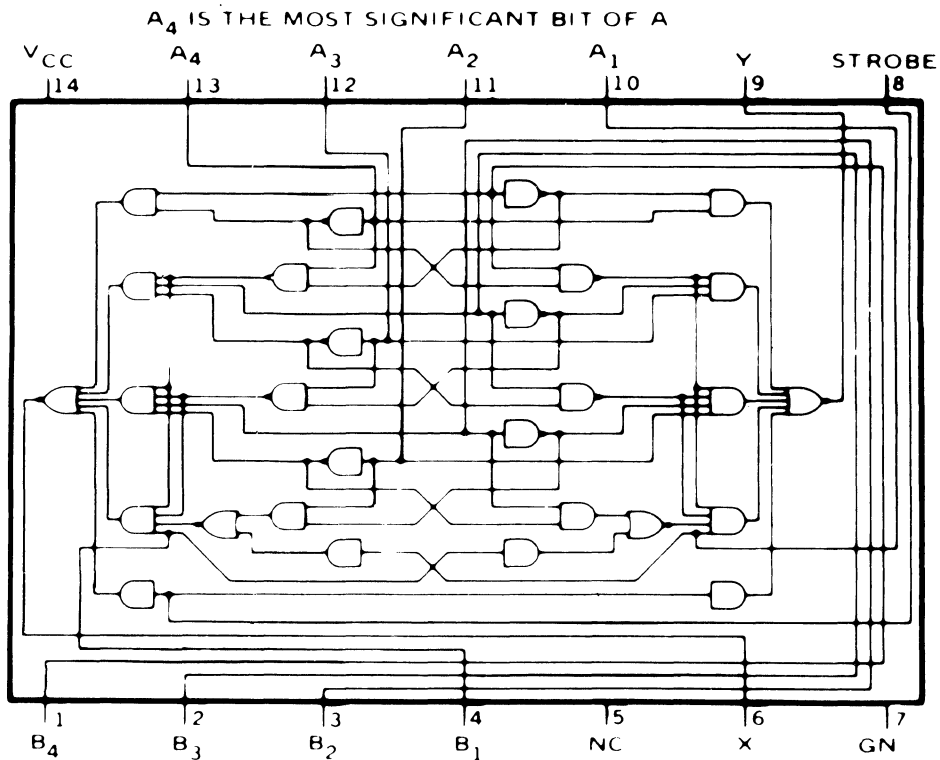 A4 IS THE MOST SIGNIFICANT BIT OF A
VCC A4 A3 A2 A1 Y STROBE
14 13 12 11 10 9 8
1 2 3 4 5 6 7
B4 B3 B2 B1 NC X GN